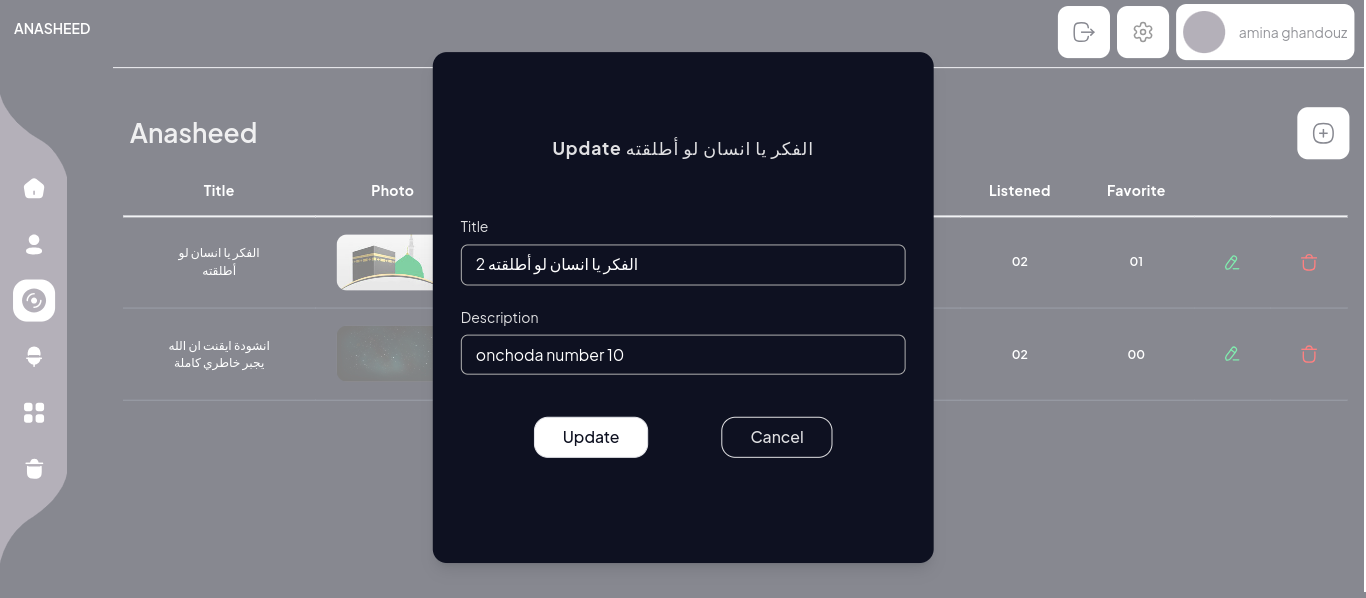 ANASHEED
amina ghandouz
Anasheed
Title
Photo
Listened
Favorite
الفكر يا انسان لو
أطلقته
02
01
انشودة ايقنت ان الله
يجبر خاطري كاملة
02
00
Update الفكر يا انسان لو أطلقته
Title
الفكر يا انسان لو أطلقته 2
Description
onchoda number 10
Update
Cancel